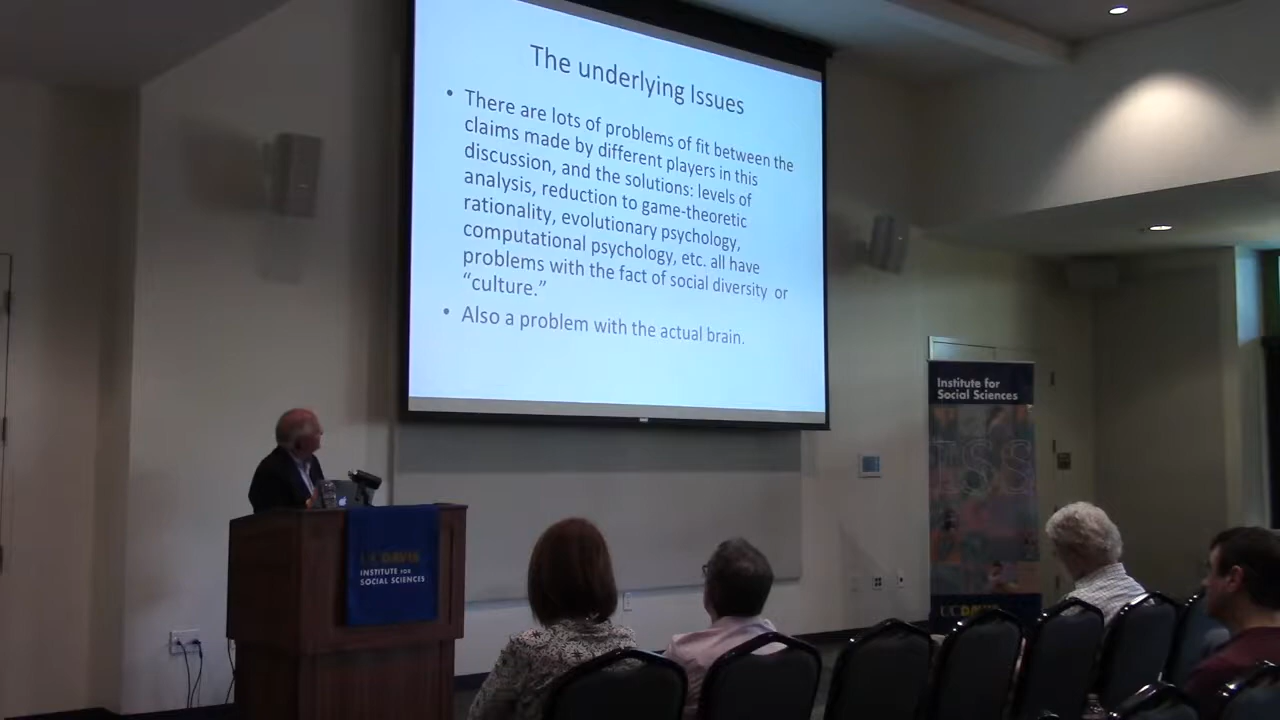 The underlying Issues
• There are lots of problems of fit between the
claims made by different players in this
discussion, and the solutions: levels of
analysis, reduction to game-theoretic
rationality, evolutionary psychology,
computational psychology, etc. all have
problems with the fact of social diversity or
“culture.”
• Also a problem with the actual brain.
Institute for
Social Sciences
ISS
UC DAVIS
UC DAVIS
INSTITUTE FOR
SOCIAL SCIENCES